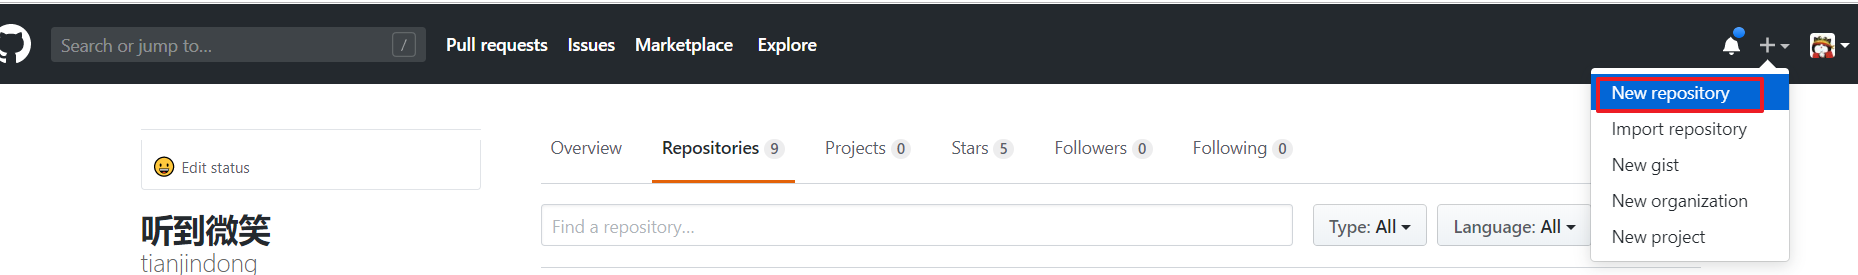 Search or jump to... / Pull requests Issues Marketplace Explore
New repository
Import repository
New gist
New organization
New project
Overview Repositories 9 Projects 0 Stars 5 Followers 0 Following 0
Edit status
听到微笑
tianjindong
Find a repository... Type: All Language: All